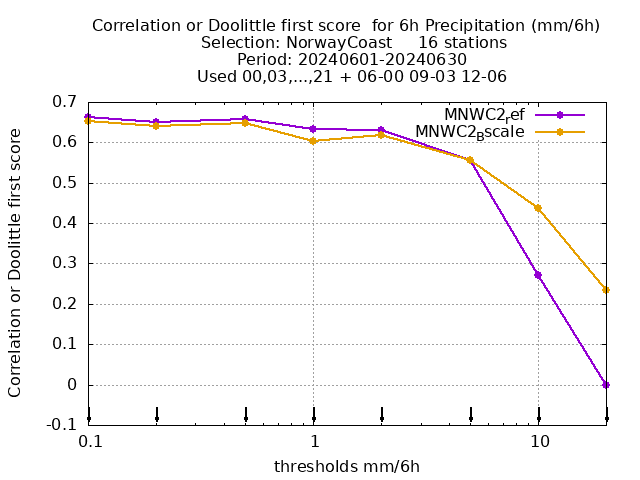 Correlation or Doolittle first score  for 6h Precipitation (mm/6h)
Selection: NorwayCoast     16 stations
Period: 20240601-20240630
Used 00,03,...,21 + 06-00 09-03 12-06
MNWC2ref
MNWC2Bscale
Correlation or Doolittle first score
0.7
0.6
0.5
0.4
0.3
0.2
0.1
0
-0.1
0.1 1 10
thresholds mm/6h